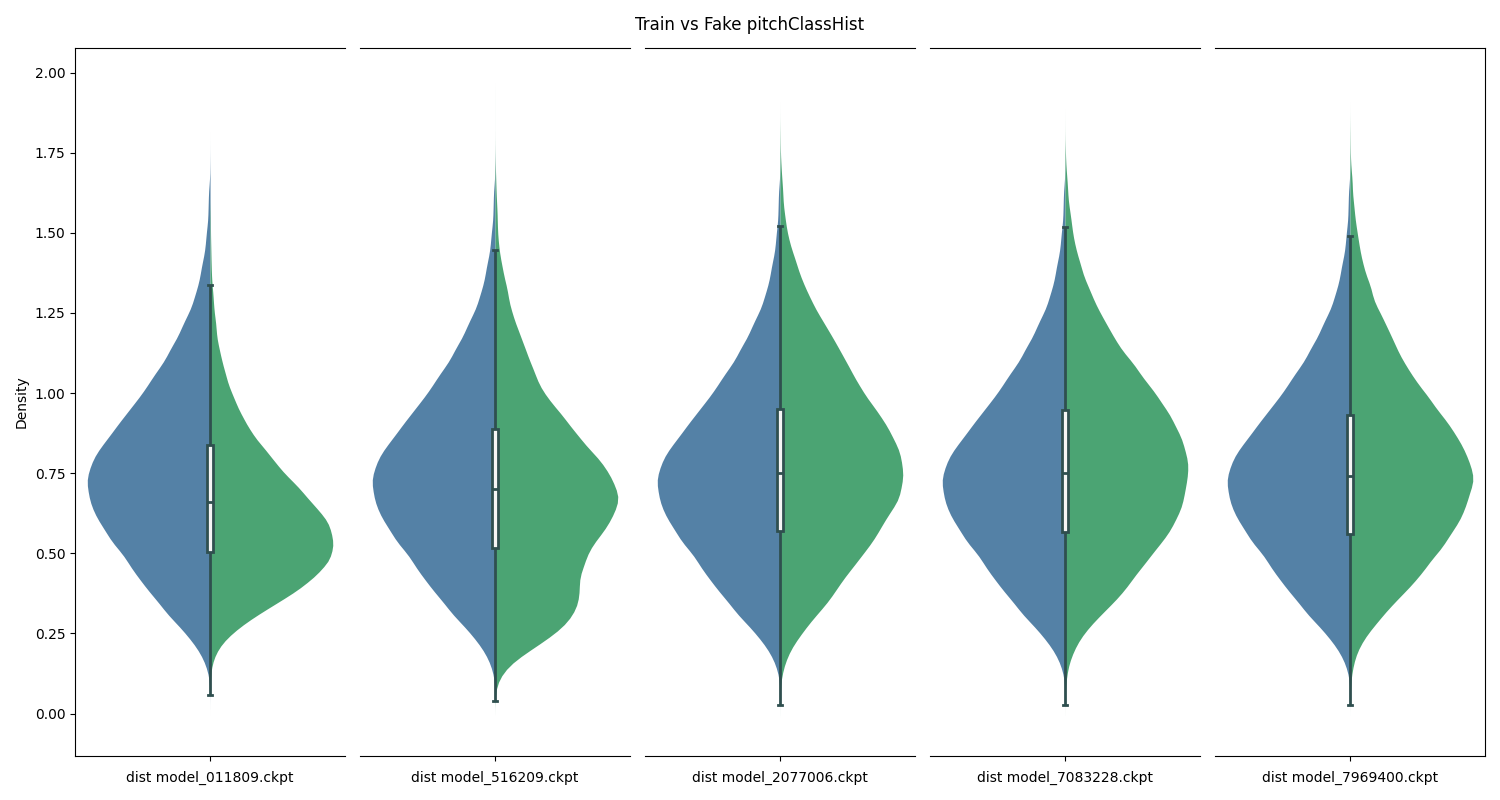 Train vs Fake pitchClassHist
Density
2.00
1.75
1.50
1.25
1.00
0.75
0.50
0.25
0.00
dist model_011809.ckpt
dist model_516209.ckpt
dist model_2077006.ckpt
dist model_7083228.ckpt
dist model_7969400.ckpt